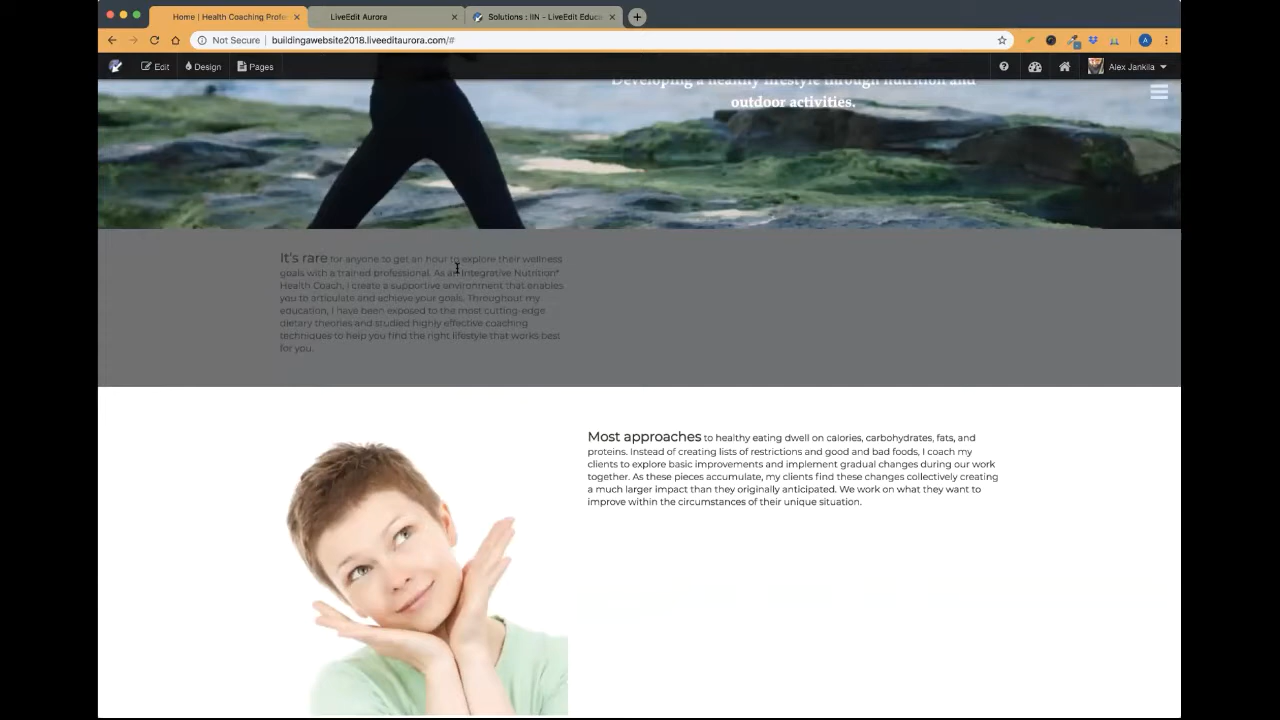 Home | Health Coaching Profe
LiveEdit Aurora
Solutions : IIN - LiveEdit Educa
Not Secure
buildingawebsite2018.liveeditaurora.com/#
A
Edit
Design
Pages
Alex Jankila
Developing a healthy lifestyle through nutrition and
outdoor activities.
It's rare for anyone to get an hour to explore their wellness
goals with a trained professional. As an Integrative Nutrition*
Health Coach, I create a supportive environment that enables
you to articulate and achieve your goals. Throughout my
education, I have been exposed to the most cutting-edge
dietary theories and studied highly effective coaching
techniques to help you find the right lifestyle that works best
for you.
Most approaches to healthy eating dwell on calories, carbohydrates, fats, and
proteins. Instead of creating lists of restrictions and good and bad foods, I coach my
clients to explore basic improvements and implement gradual changes during our work
together. As these pieces accumulate, my clients find these changes collectively creating
a much larger impact than they originally anticipated. We work on what they want to
improve within the circumstances of their unique situation.